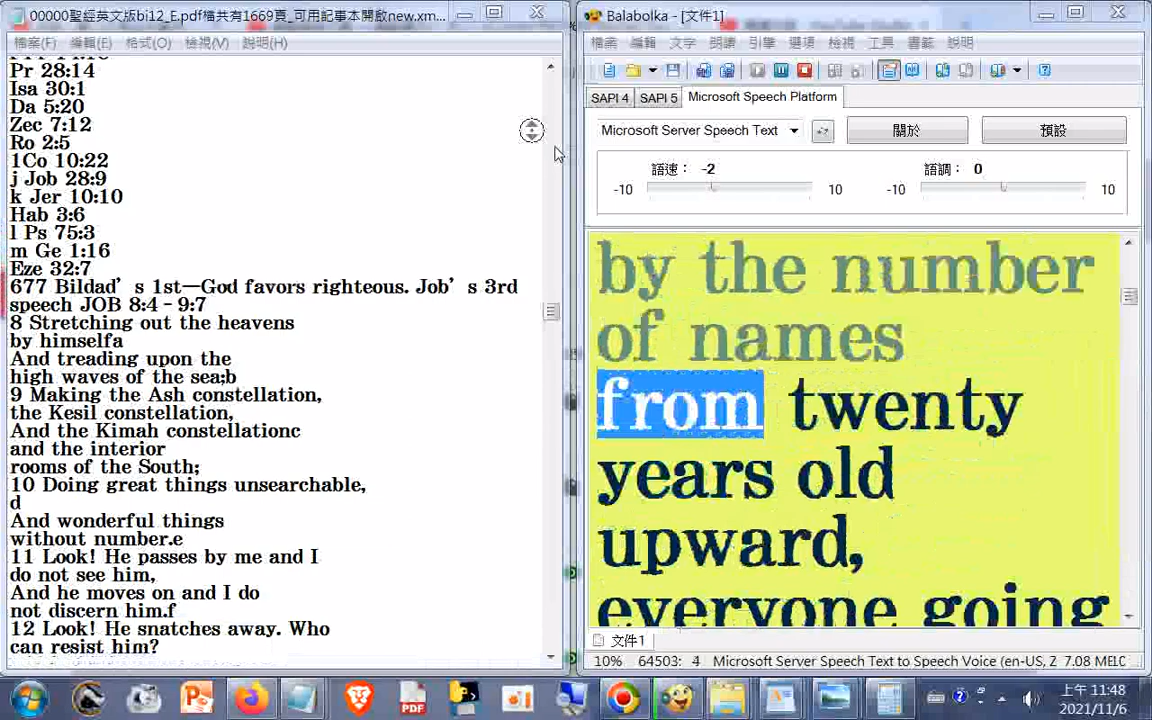 00000聖經英文版bi12_E.pdf檔共有1669頁_可用記事本開啟new.xm...
檔案(F) 編輯(E) 格式(O) 檢視(V) 說明(H)
Pr 28:14
Isa 30:1
Da 5:20
Zec 7:12
Ro 2:5
1Co 10:22
j Job 28:9
k Jer 10:10
Hab 3:6
l Ps 75:3
m Ge 1:16
Eze 32:7
677 Bildad’s 1st—God favors righteous. Job’s 3rd
speech JOB 8:4–9:7
8 Stretching out the heavens
by himselfa
And treading upon the
high waves of the sea;b
9 Making the Ash constellation,
the Kesil constellation,
And the Kimah constellationc
and the interior
rooms of the South;
10 Doing great things unsearchable,
d
And wonderful things
without number.e
11 Look! He passes by me and I
do not see him,
And he moves on and I do
not discern him.f
12 Look! He snatches away. Who
can resist him?
Balabolka - [文件1]
檔案 編輯 文字 朗讀 引擎 選項 檢視 工具 書籤 說明
SAPI 4 SAPI 5 Microsoft Speech Platform
Microsoft Server Speech Text 關於 預設
語速： -2 語調： 0
-10 10 -10 10
by the number
of names
from twenty
years old
upward,
everyone going
文件1
10% 64503: 4 Microsoft Server Speech Text to Speech Voice (en-US, 2 7.08 MELC
上午 11:48
2021/11/6